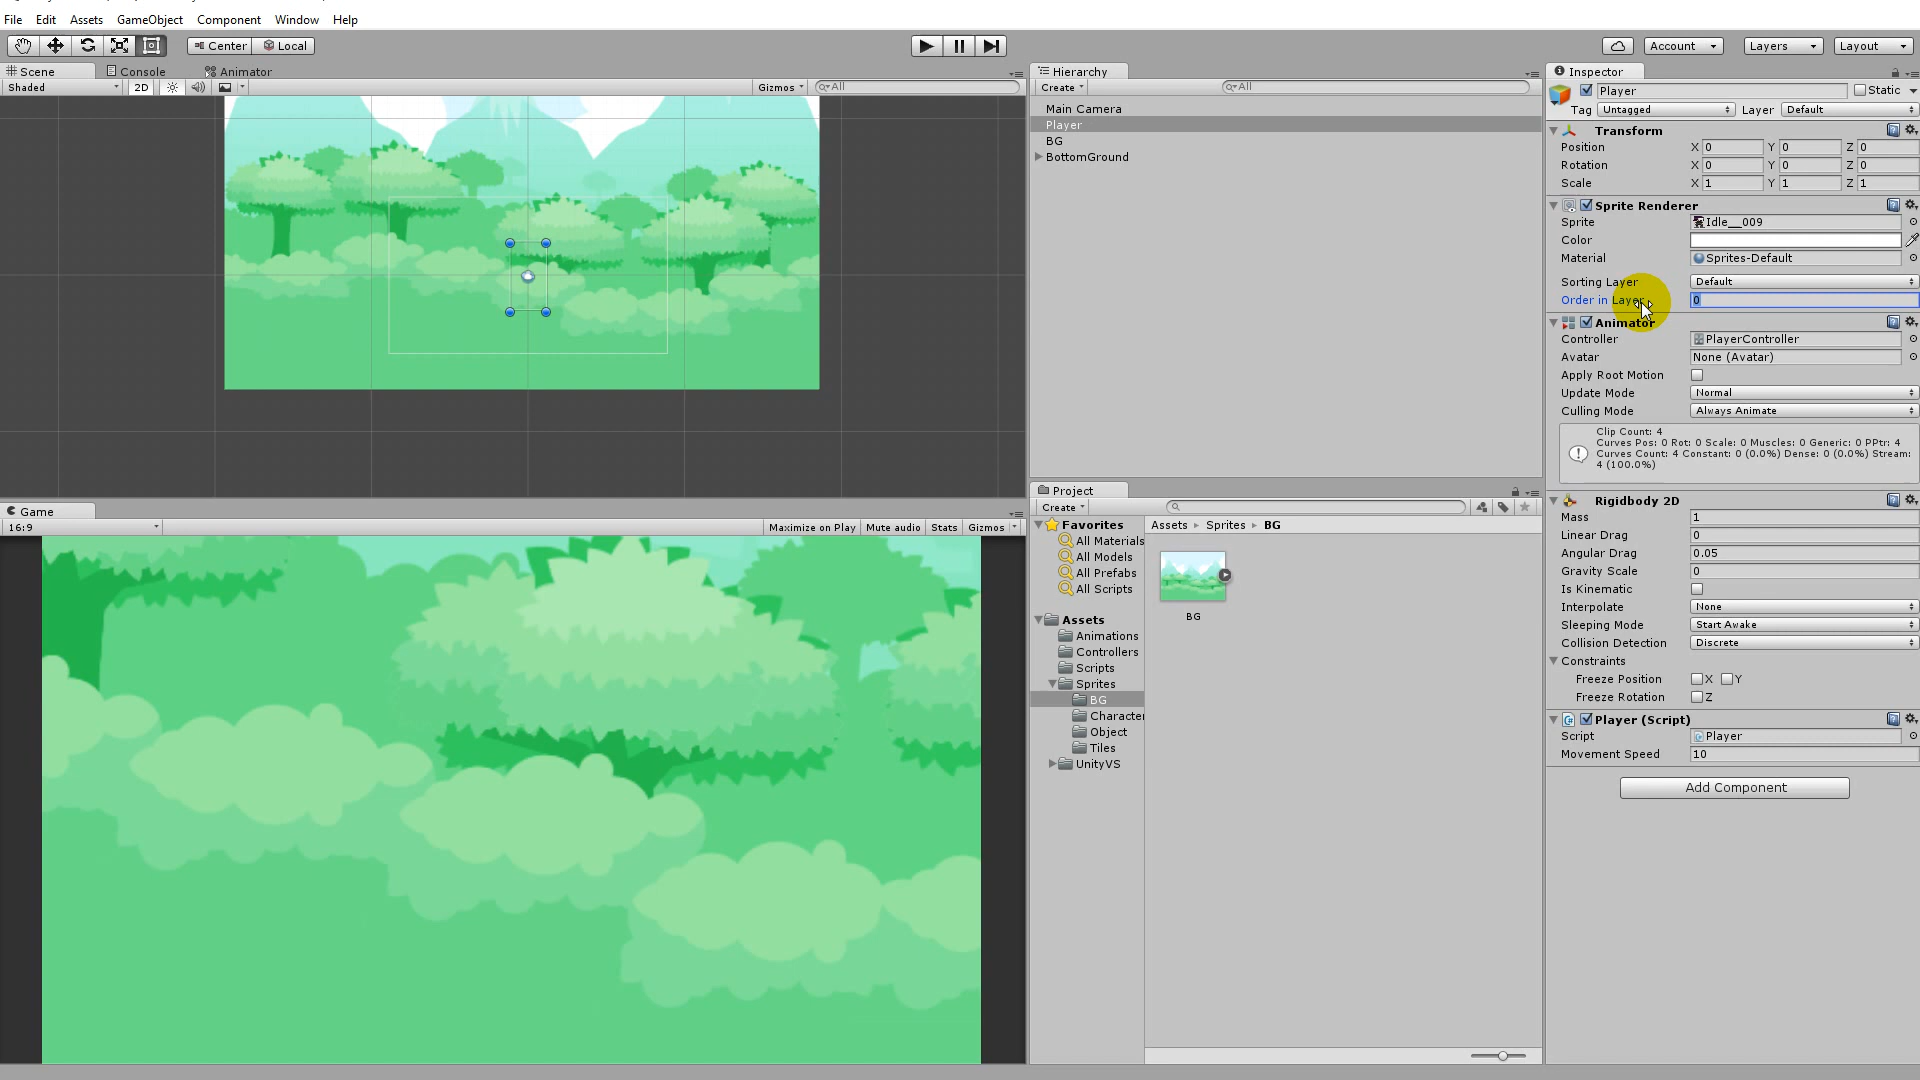 File Edit Assets GameObject Component Window Help
Center Local
Account Layers Layout
Scene Console Animator
Shaded 2D Gizmos All
Hierarchy
Create All
Main Camera
Player
BG
BottomGround
Inspector
Player Static
Tag Untagged Layer Default
Transform
Position X 0 Y 0 Z 0
Rotation X 0 Y 0 Z 0
Scale X 1 Y 1 Z 1
Sprite Renderer
Sprite Idle__009
Color
Material Sprites-Default
Sorting Layer Default
Order in Layer 0
Animator
Controller PlayerController
Avatar None (Avatar)
Apply Root Motion
Update Mode Normal
Culling Mode Always Animate
Clip Count: 4
Curves Pos: 0 Rot: 0 Scale: 0 Muscles: 0 Generic: 0 PPtr: 4
Curves Count: 4 Constant: 0 (0.0%) Dense: 0 (0.0%) Stream:
4 (100.0%)
Rigidbody 2D
Mass 1
Linear Drag 0
Angular Drag 0.05
Gravity Scale 0
Is Kinematic
Interpolate None
Sleeping Mode Start Awake
Collision Detection Discrete
Constraints
Freeze Position X Y
Freeze Rotation Z
Player (Script)
Script Player
Movement Speed 10
Add Component
Game
16:9 Maximize on Play Mute audio Stats Gizmos
Project
Create
Favorites
All Materials
All Models
All Prefabs
All Scripts
Assets
Animations
Controllers
Scripts
Sprites
BG
Character
Object
Tiles
UnityVS
Assets Sprites BG
BG